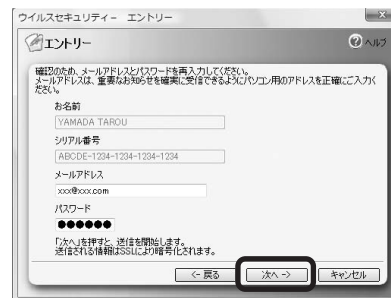 ウイルスセキュリティー エントリー
エントリー
ヘルプ
確認のため、メールアドレスとパスワードを再入力してください。
メールアドレスは、重要なお知らせを確実に受信できるようにパソコン用のアドレスを正確にご入力く
ださい。
お名前
YAMADA TAROU
シリアル番号
ABCDE-1234-1234-1234-1234
メールアドレス
xxx@xxx.com
パスワード
●●●●●●
「次へ」を押すと、送信を開始します。
送信される情報はSSLにより暗号化されます。
<- 戻る 次へ -> キャンセル